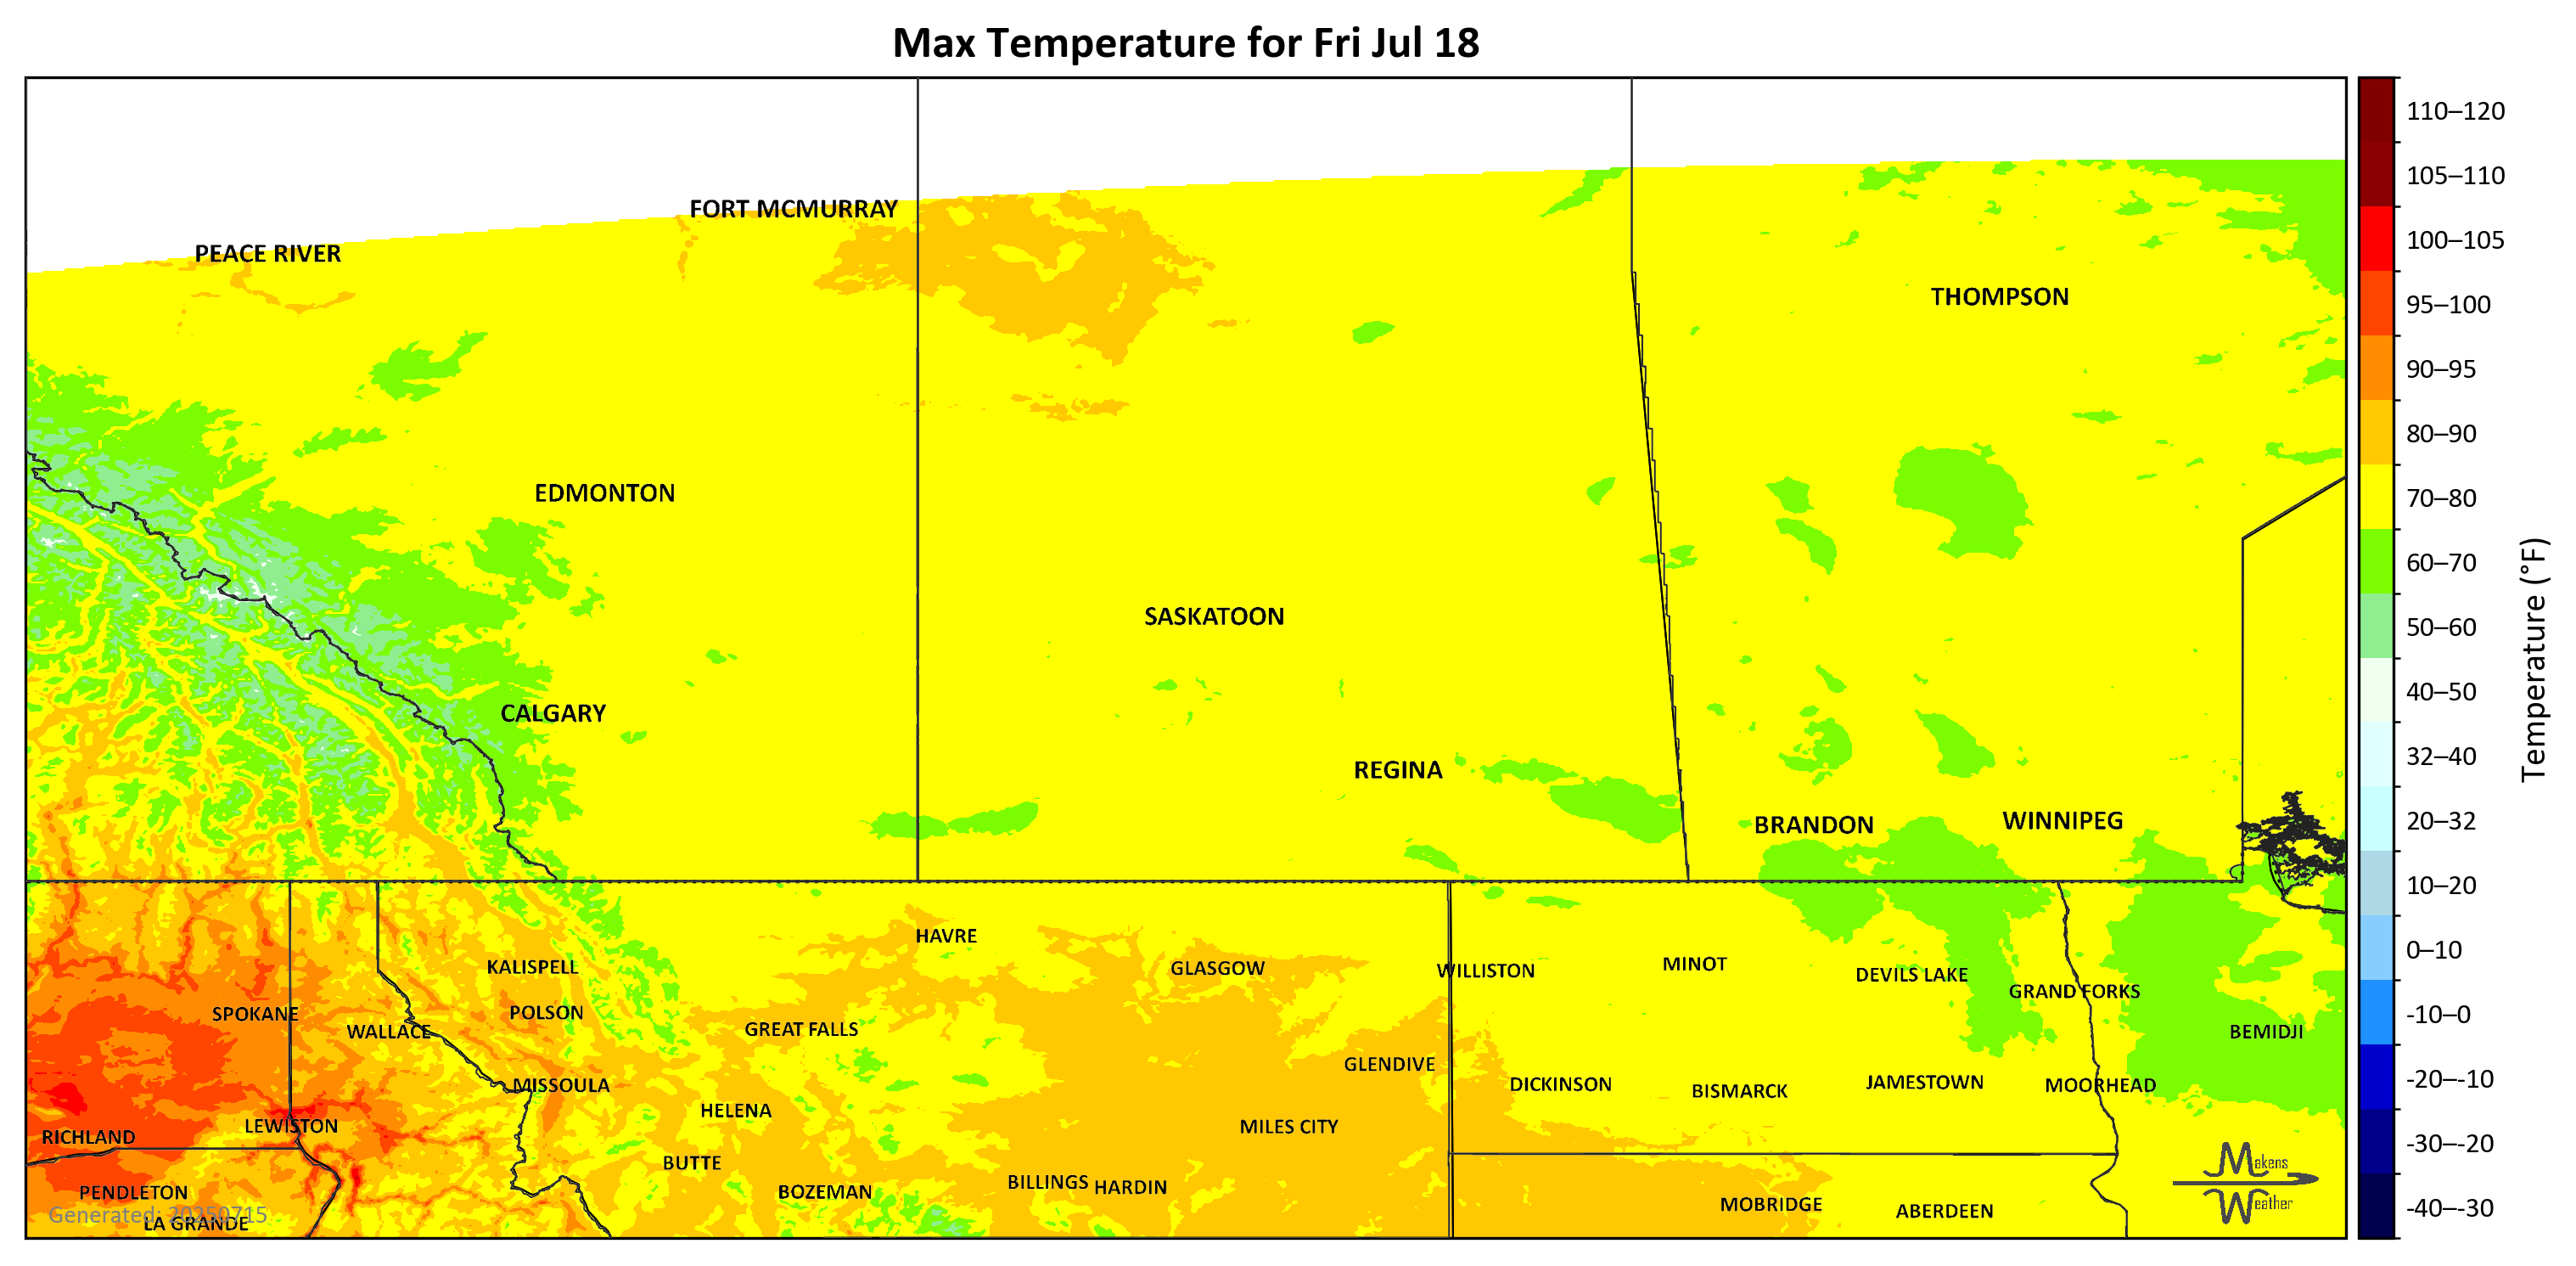 Max Temperature for Fri Jul 18
110–120
105–110
FORT MCMURRAY
100–105
PEACE RIVER
THOMPSON
95–100
90–95
80–90
EDMONTON
70–80
60–70
SASKATOON
50–60
Temperature (°F)
40–50
CALGARY
32–40
REGINA
20–32
BRANDON
WINNIPEG
10–20
HAVRE
0–10
KALISPELL
GLASGOW
WILLISTON
MINOT
DEVILS LAKE
GRAND FORKS
SPOKANE
POLSON
-10–0
WALLACE
GREAT FALLS
BEMIDJI
GLENDIVE
-20–-10
MISSOULA
DICKINSON
BISMARCK
JAMESTOWN
MOORHEAD
HELENA
LEWISTON
MILES CITY
RICHLAND
-30–-20
BUTTE
Makens
Weather
PENDLETON
BOZEMAN
BILLINGS
HARDIN
MOBRIDGE
ABERDEEN
-40–-30
Generated: 20250715
LA GRANDE